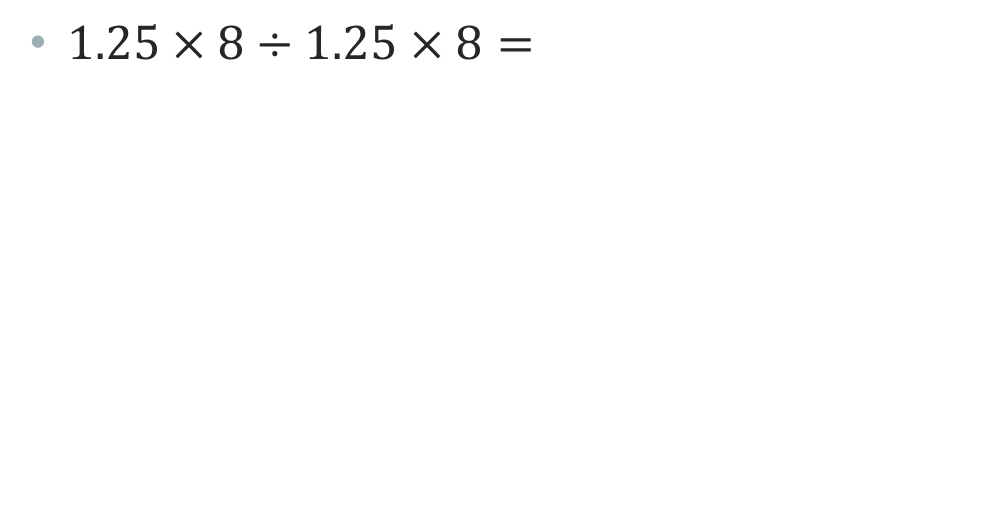 • 1.25 × 8 ÷ 1.25 × 8 =